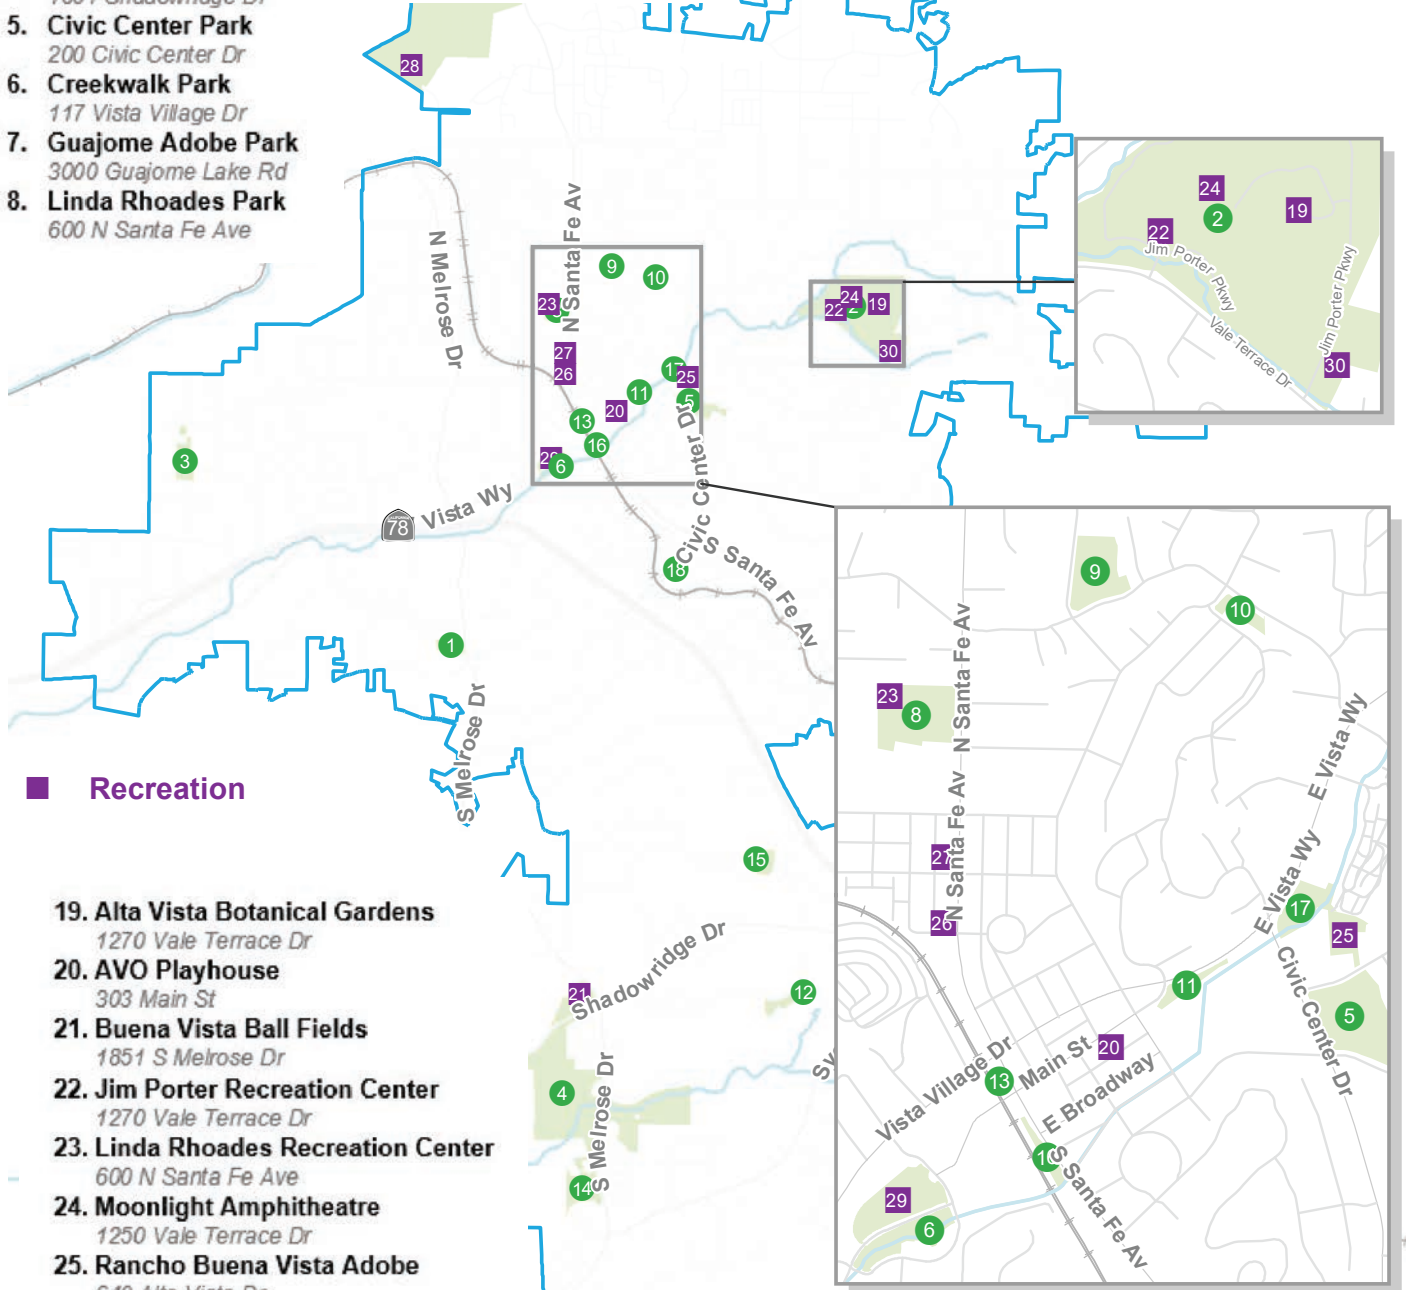 5. Civic Center Park
200 Civic Center Dr
6. Creekwalk Park
117 Vista Village Dr
7. Guajome Adobe Park
3000 Guajome Lake Rd
8. Linda Rhoades Park
600 N Santa Fe Ave
28
N Melrose Dr
N Santa Fe Av
9
10
23
27
26
17
25
11
5
20
13
16
29
6
24
22
2
19
30
3
78
Vista Wy
Civic Center Dr
S Santa Fe Av
18
1
S Melrose Dr
24
2
19
22
Jim Porter Pkwy
Jim Porter Pkwy
Vale Terrace Dr
30
9
10
N Santa Fe Av
23
8
E Vista Wy
N Santa Fe Av
27
26
E Vista Wy
17
25
11
Civic Center Dr
5
20
Vista Village Dr
13
Main St
E Broadway
16
S Santa Fe Av
29
6
15
Shadowridge Dr
21
12
4
S Melrose Dr
14
Recreation
19. Alta Vista Botanical Gardens
1270 Vale Terrace Dr
20. AVO Playhouse
303 Main St
21. Buena Vista Ball Fields
1851 S Melrose Dr
22. Jim Porter Recreation Center
1270 Vale Terrace Dr
23. Linda Rhoades Recreation Center
600 N Santa Fe Ave
24. Moonlight Amphitheatre
1250 Vale Terrace Dr
25. Rancho Buena Vista Adobe